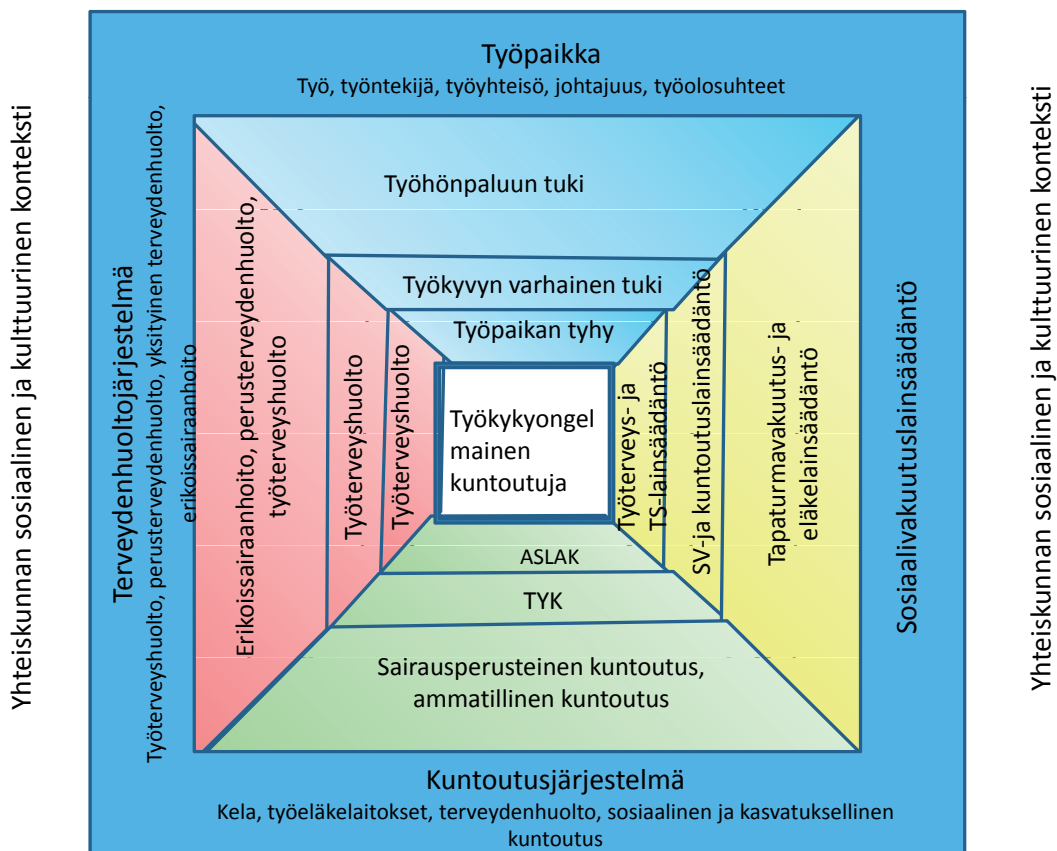 Työpaikka
Työ, työntekijä, työyhteisö, johtajuus, työolosuhteet
Yhteiskunnan sosiaalinen ja kulttuurinen konteksti
Terveydenhuoltojärjestelmä
Työterveyshuolto, perusterveydenhuolto, yksityinen terveydenhuolto,
erikoissairaanhoito
Erikoissairaanhoito, perusterveydenhuolto,
työterveyshuolto
Työterveyshuolto
Työterveyshuolto
Työhönpaluun tuki
Työkyvyn varhainen tuki
Työpaikan tyhy
Työkykyongel
mainen
kuntoutuja
Työterveys- ja
TS-lainsäädäntö
SV-ja kuntoutuslainsäädäntö
Tapaturmavakuutus- ja
eläkelainsäädäntö
Sosiaalivakuutuslainsäädäntö
Yhteiskunnan sosiaalinen ja kulttuurinen konteksti
ASLAK
TYK
Sairausperusteinen kuntoutus,
ammatillinen kuntoutus
Kuntoutusjärjestelmä
Kela, työeläkelaitokset, terveydenhuolto, sosiaalinen ja kasvatuksellinen
kuntoutus